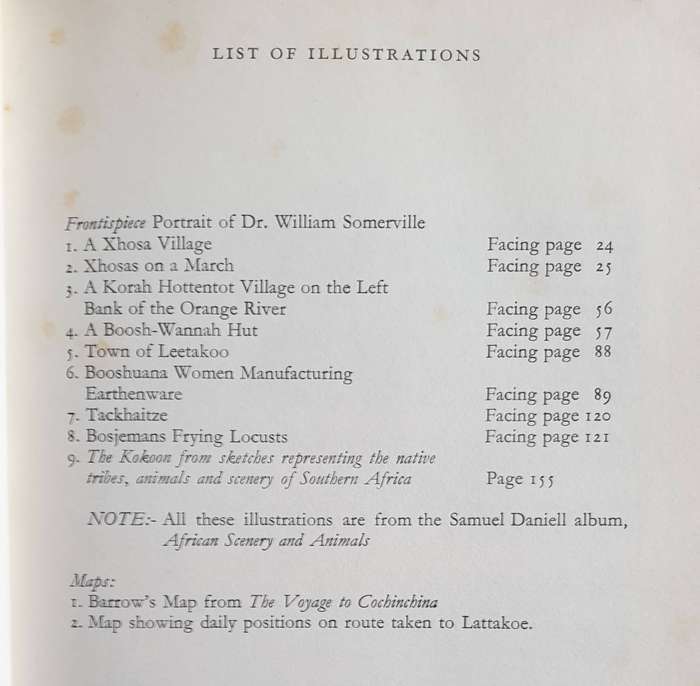 LIST OF ILLUSTRATIONS
Frontispiece Portrait of Dr. William Somerville
1. A Xhosa Village Facing page 24
2. Xhosas on a March Facing page 25
3. A Korah Hottentot Village on the Left
Bank of the Orange River Facing page 56
4. A Boosh-Wannah Hut Facing page 57
5. Town of Leetakoo Facing page 88
6. Booshuana Women Manufacturing
Earthenware Facing page 89
7. Tackhaitze Facing page 120
8. Bosjemans Frying Locusts Facing page 121
9. The Kokoon from sketches representing the native
tribes, animals and scenery of Southern Africa Page 155
NOTE:- All these illustrations are from the Samuel Daniell album,
African Scenery and Animals
Maps:
1. Barrow's Map from The Voyage to Cochinchina
2. Map showing daily positions on route taken to Lattakoe.